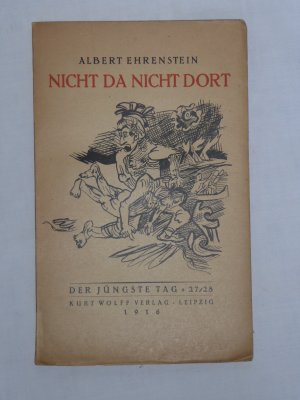 ALBERT EHRENSTEIN
NICHT DA NICHT DORT
DER JÜNGSTE TAG * 27/28
KURT WOLFF VERLAG · LEIPZIG
1916